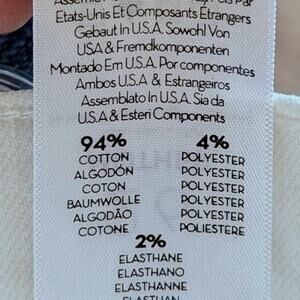 Etats-Unis Et Composants Etrangers
Gebaut In U.S.A. Sowohl Von
USA & Fremdkomponenten
Montado Em U.S.A. Por componentes
Ambos U.S.A & Estrangeiros
Assemblato In U.S.A. Sia da
U.S.A & Esteri Components
94% 4%
COTTON POLYESTER
ALGODÓN POLYESTER
COTON POLYESTER
BAUMWOLLE POLYESTER
ALGODÃO POLYESTER
COTONE POLIESTERE
2%
ELASTHANE
ELASTHANO
ELASTHANNE
ELASTHAN